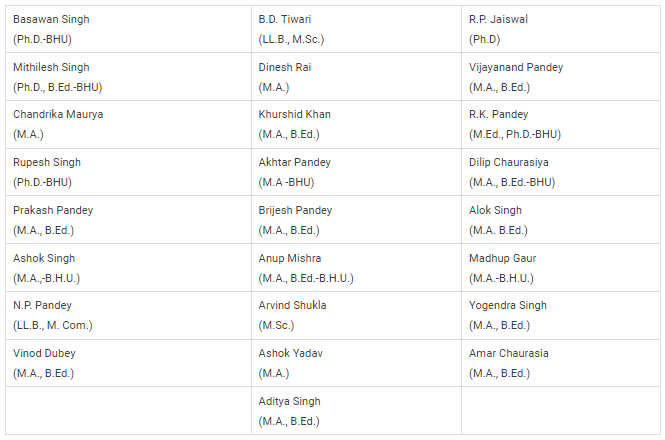 Basawan Singh
(Ph.D.-BHU)
B.D. Tiwari
(LL.B., M.Sc.)
R.P. Jaiswal
(Ph.D)
Mithilesh Singh
(Ph.D., B.Ed.-BHU)
Dinesh Rai
(M.A.)
Vijayanand Pandey
(M.A., B.Ed.)
Chandrika Maurya
(M.A.)
Khurshid Khan
(M.A., B.Ed.)
R.K. Pandey
(M.Ed., Ph.D.-BHU)
Rupesh Singh
(Ph.D.-BHU)
Akhtar Pandey
(M.A -BHU)
Dilip Chaurasiya
(M.A., B.Ed.-BHU)
Prakash Pandey
(M.A., B.Ed.)
Brijesh Pandey
(M.A., B.Ed.)
Alok Singh
(M.A. B.Ed.)
Ashok Singh
(M.A.,-B.H.U.)
Anup Mishra
(M.A., B.Ed.-B.H.U.)
Madhup Gaur
(M.A.-B.H.U.)
N.P. Pandey
(LL.B., M. Com.)
Arvind Shukla
(M.Sc.)
Yogendra Singh
(M.A., B.Ed.)
Vinod Dubey
(M.A., B.Ed.)
Ashok Yadav
(M.A.)
Amar Chaurasia
(M.A., B.Ed.)
Aditya Singh
(M.A., B.Ed.)